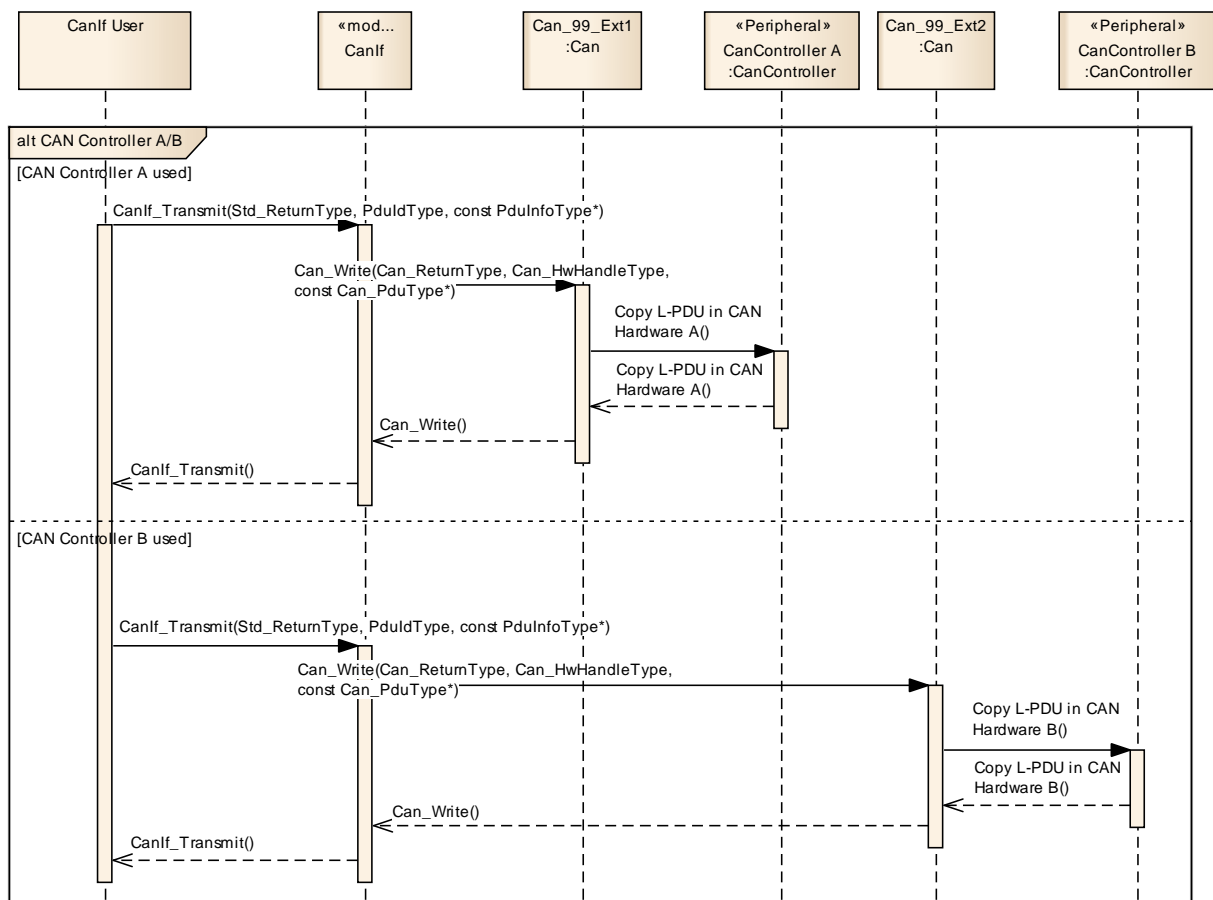 CanIf User
«mod...
CanIf
Can_99_Ext1
:Can
«Peripheral»
CanController A
:CanController
Can_99_Ext2
:Can
«Peripheral»
CanController B
:CanController
alt CAN Controller A/B
[CAN Controller A used]
CanIf_Transmit(Std_ReturnType, PduIdType, const PduInfoType*)
Can_Write(Can_ReturnType, Can_HwHandleType,
const Can_PduType*)
Copy L-PDU in CAN
Hardware A()
Copy L-PDU in CAN
Hardware A()
Can_Write()
CanIf_Transmit()
[CAN Controller B used]
CanIf_Transmit(Std_ReturnType, PduIdType, const PduInfoType*)
Can_Write(Can_ReturnType, Can_HwHandleType,
const Can_PduType*)
Copy L-PDU in CAN
Hardware B()
Copy L-PDU in CAN
Hardware B()
Can_Write()
CanIf_Transmit()